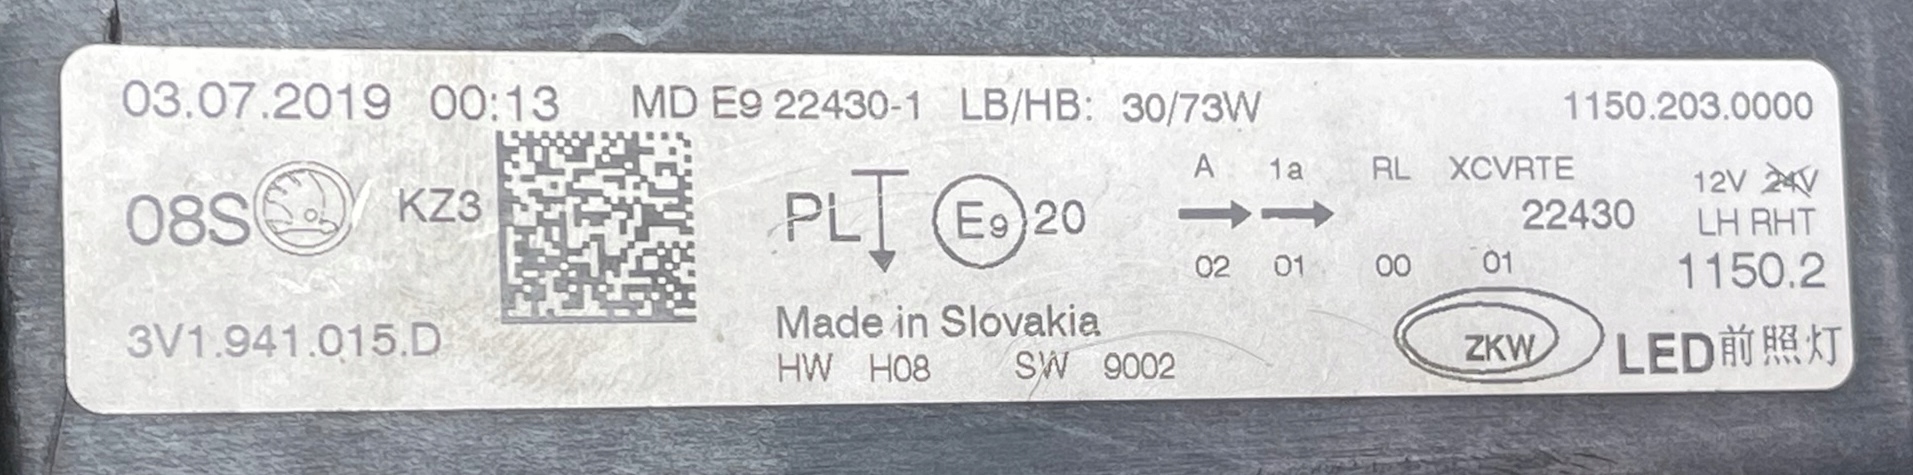 03.07.2019 00:13 MD E9 22430-1 LB/HB: 30/73W 1150.203.0000
A 1a RL XCVRTE 12V 24V
08S KZ3 PL E9 20 22430 LH RHT
02 01 00 01 1150.2
Made in Slovakia
3V1.941.015.D ZKW LED前照灯
HW H08 SW 9002